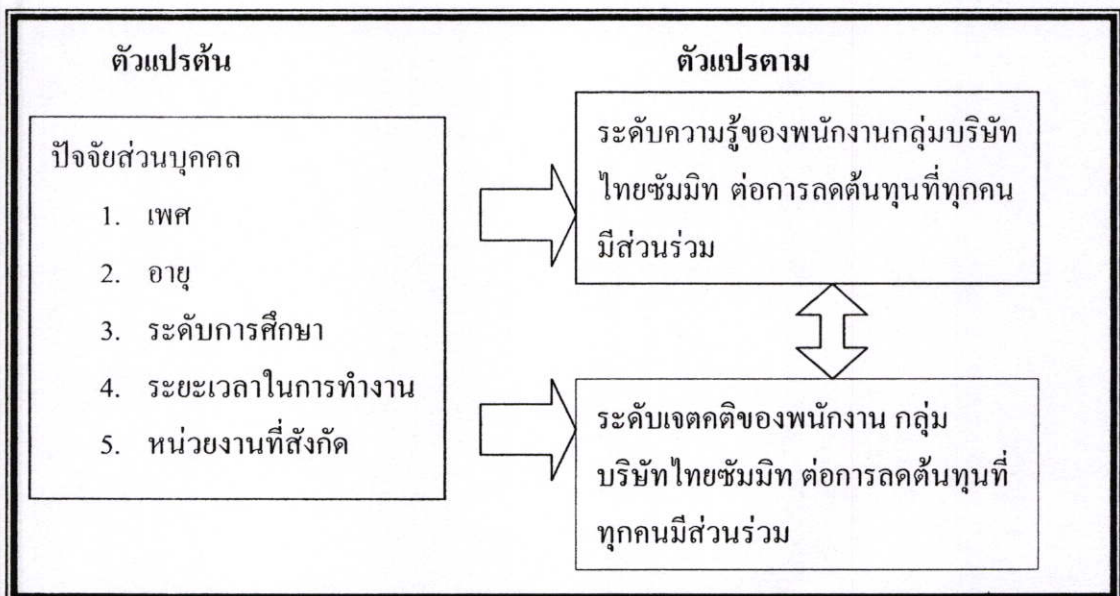 ตัวแปรต้น
ปัจจัยส่วนบุคคล
1. เพศ
2. อายุ
3. ระดับการศึกษา
4. ระยะเวลาในการทำงาน
5. หน่วยงานที่สังกัด
ตัวแปรตาม
ระดับความรู้ของพนักงานกลุ่มบริษัท
ไทยซัมมิท ต่อการลดต้นทุนที่ทุกคน
มีส่วนร่วม
ระดับเจตคติของพนักงาน กลุ่ม
บริษัทไทยซัมมิท ต่อการลดต้นทุนที่
ทุกคนมีส่วนร่วม